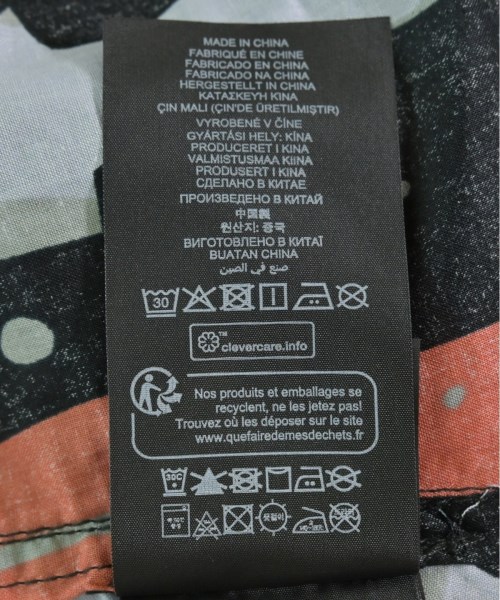 MADE IN CHINA
FABRIQUÉ EN CHINE
FABRICADO EN CHINA
FABRICADO NA CHINA
HERGESTELLT IN CHINA
ΚΑΤΑΣΚΕΥΗ ΚΙΝΑ
ÇIN MALI (ÇIN'DE ÜRETILMIŞTIR)
VYROBENÉ V ČÍNE
GYÁRTÁSI HELY: KÍNA
PRODUCERET I KINA
VALMISTUSMAA KIINA
PRODUSERT I KINA
СДЕЛАНО В КИТАЕ
ПРОИЗВЕДЕНО В КИТАЙ
中国製
원산지: 중국
ВИГОТОВЛЕНО В КИТАЇ
BUATAN CHINA
صنع في الصين
30
TM
clevercare.info
Nos produits et emballages se
recyclent, ne les jetez pas!
Trouvez où les déposer sur le site
www.quefairedemesdechets.fr
30C